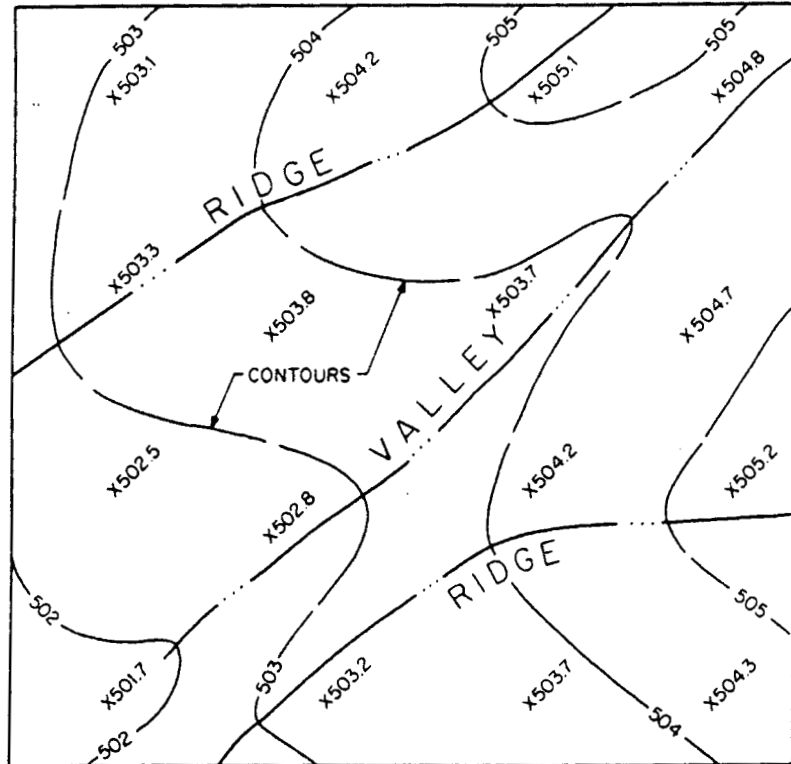 503
504
505
505
X503.1
X504.2
X505.1
X504.8
RIDGE
X503.3
X503.8
X503.7
X504.7
CONTOURS
VALLEY
X502.5
X502.8
X504.2
X505.2
RIDGE
502
505
X501.7
503
X503.2
X503.7
X504.3
504
502